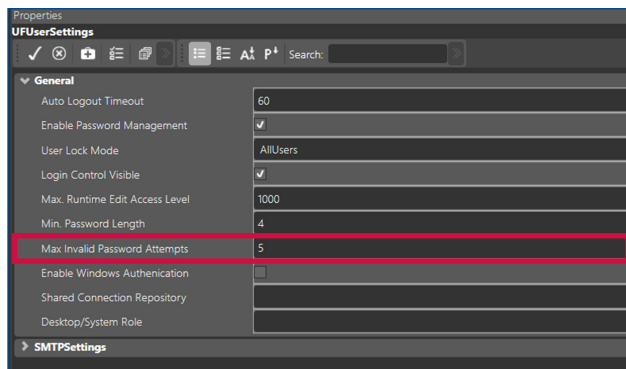 Properties
UFUserSettings
Search:
General
Auto Logout Timeout 60
Enable Password Management
User Lock Mode AllUsers
Login Control Visible
Max. Runtime Edit Access Level 1000
Min. Password Length 4
Max Invalid Password Attempts 5
Enable Windows Authenication
Shared Connection Repository
Desktop/System Role
SMTPSettings